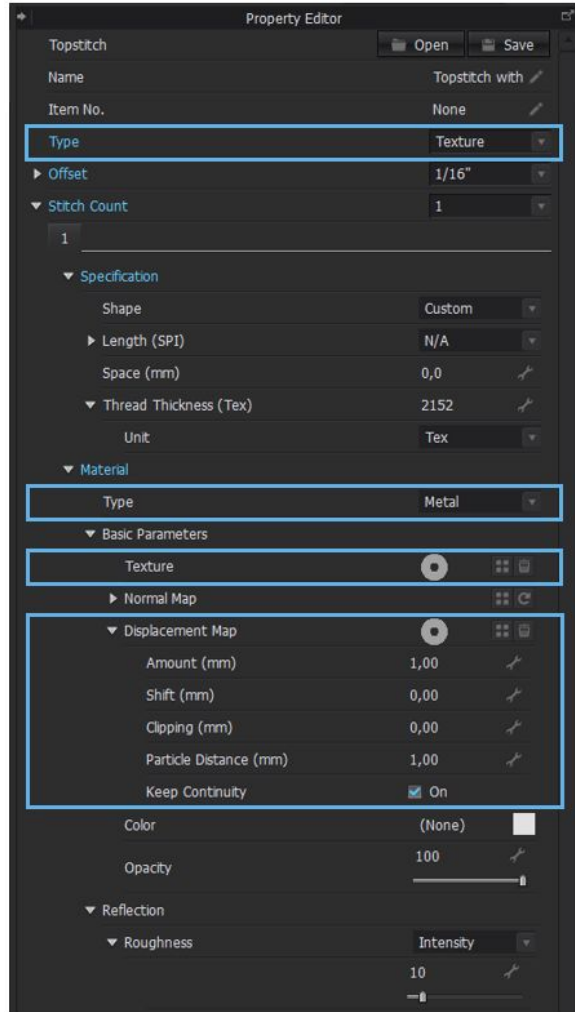 Property Editor
Topstitch Open Save
Name Topstitch with
Item No. None
Type Texture
Offset 1/16"
Stitch Count 1
1
Specification
Shape Custom
Length (SPI) N/A
Space (mm) 0,0
Thread Thickness (Tex) 2152
Unit Tex
Material
Type Metal
Basic Parameters
Texture
Normal Map
Displacement Map
Amount (mm) 1,00
Shift (mm) 0,00
Clipping (mm) 0,00
Particle Distance (mm) 1,00
Keep Continuity On
Color (None)
Opacity 100
Reflection
Roughness Intensity
10